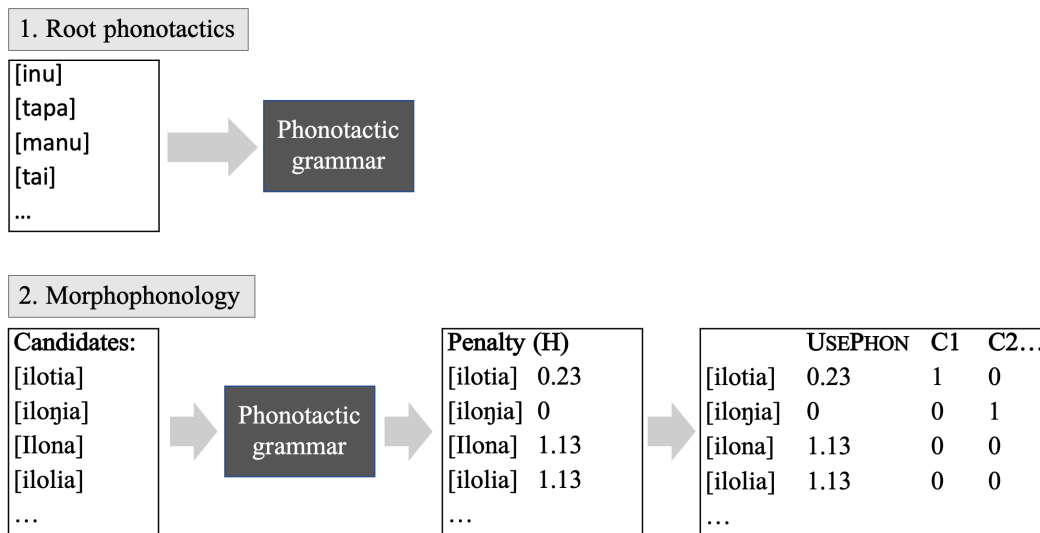 1. Root phonotactics
[inu]
[tapa]
[manu]
[tai]
...
Phonotactic
grammar
2. Morphophonology
Candidates:
[ilotia]
[iloŋia]
[Ilona]
[ilolia]
…
Phonotactic
grammar
Penalty (H)
[ilotia] 0.23
[iloŋia] 0
[Ilona] 1.13
[ilolia] 1.13
…
USEPHON C1 C2…
[ilotia] 0.23 1 0
[iloŋia] 0 0 1
[ilona] 1.13 0 0
[ilolia] 1.13 0 0
…